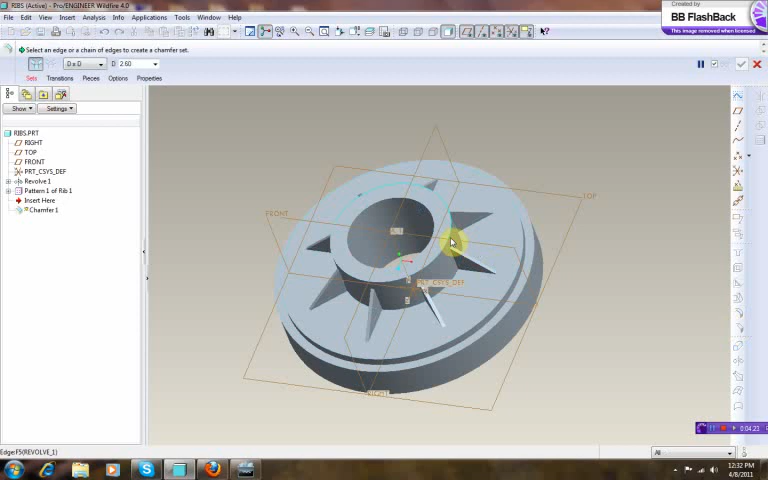 RIBS (Active) - Pro/ENGINEER Wildfire 4.0
Created by
BB FlashBack
This image removed when licensed
File Edit View Insert Analysis Info Applications Tools Window Help
Select an edge or a chain of edges to create a chamfer set.
D x D
D 2.60
Sets Transitions Pieces Options Properties
Show Settings
RIBS.PRT
RIGHT
TOP
FRONT
PRT_CSYS_DEF
Revolve 1
Pattern 1 of Rib 1
Insert Here
Chamfer 1
FRONT
TOP
A_1
PRT_CSYS_DEF
RIGHT
0:04:23
Edge:F5(REVOLVE_1)
All
12:32 PM
4/8/2011